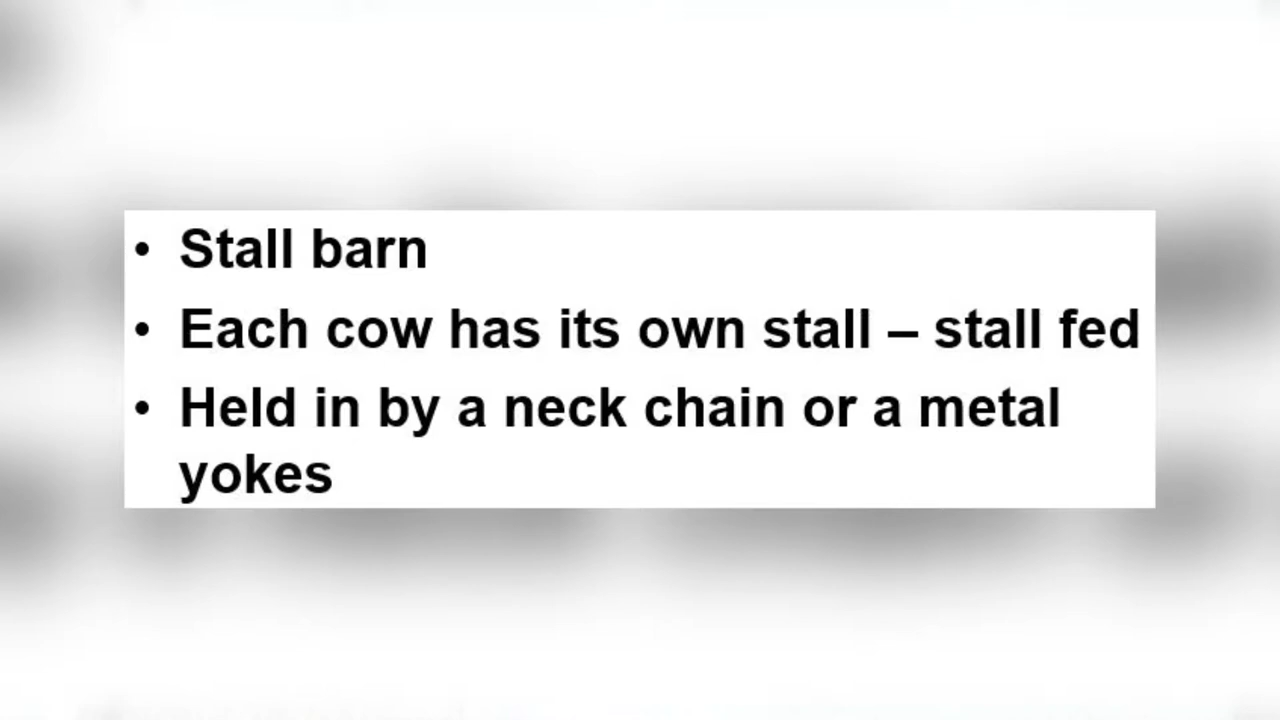 • Stall barn
• Each cow has its own stall – stall fed
• Held in by a neck chain or a metal
yokes